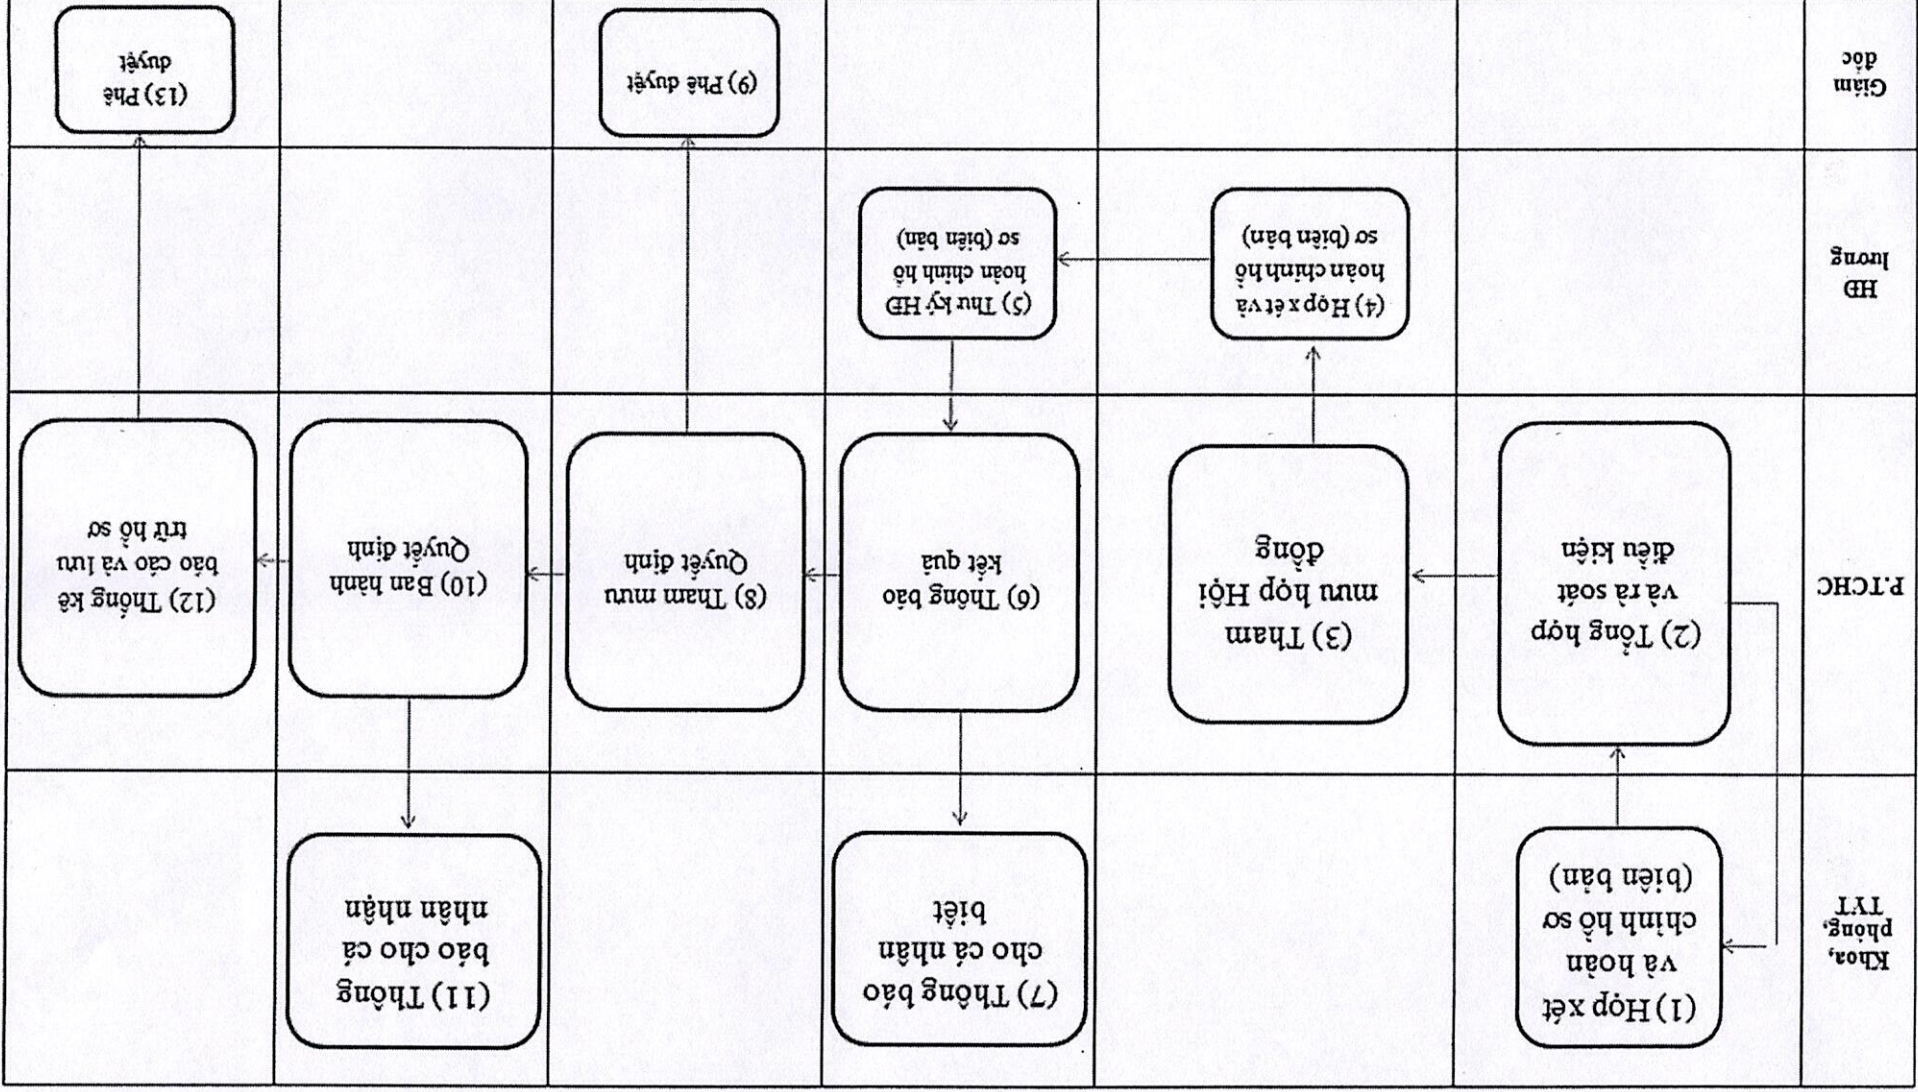 Khoa,
phòng,
TYT
(1) Họp xét
và hoàn
chỉnh hồ sơ
(biên bản)
(7) Thông báo
cho cá nhân
biết
(11) Thông
báo cho cá
nhân nhận
P.TCHC
(2) Tổng hợp
và rà soát
điều kiện
(3) Tham
mưu họp Hội
đồng
(6) Thông báo
kết quả
(8) Tham mưu
Quyết định
(10) Ban hành
Quyết định
(12) Thống kê
báo cáo và lưu
trữ hồ sơ
HĐ
lương
(4) Họp xét và
hoàn chỉnh hồ
sơ (biên bản)
(5) Thư ký HĐ
hoàn chỉnh hồ
sơ (biên bản)
Giám
đốc
(9) Phê duyệt
(13) Phê
duyệt